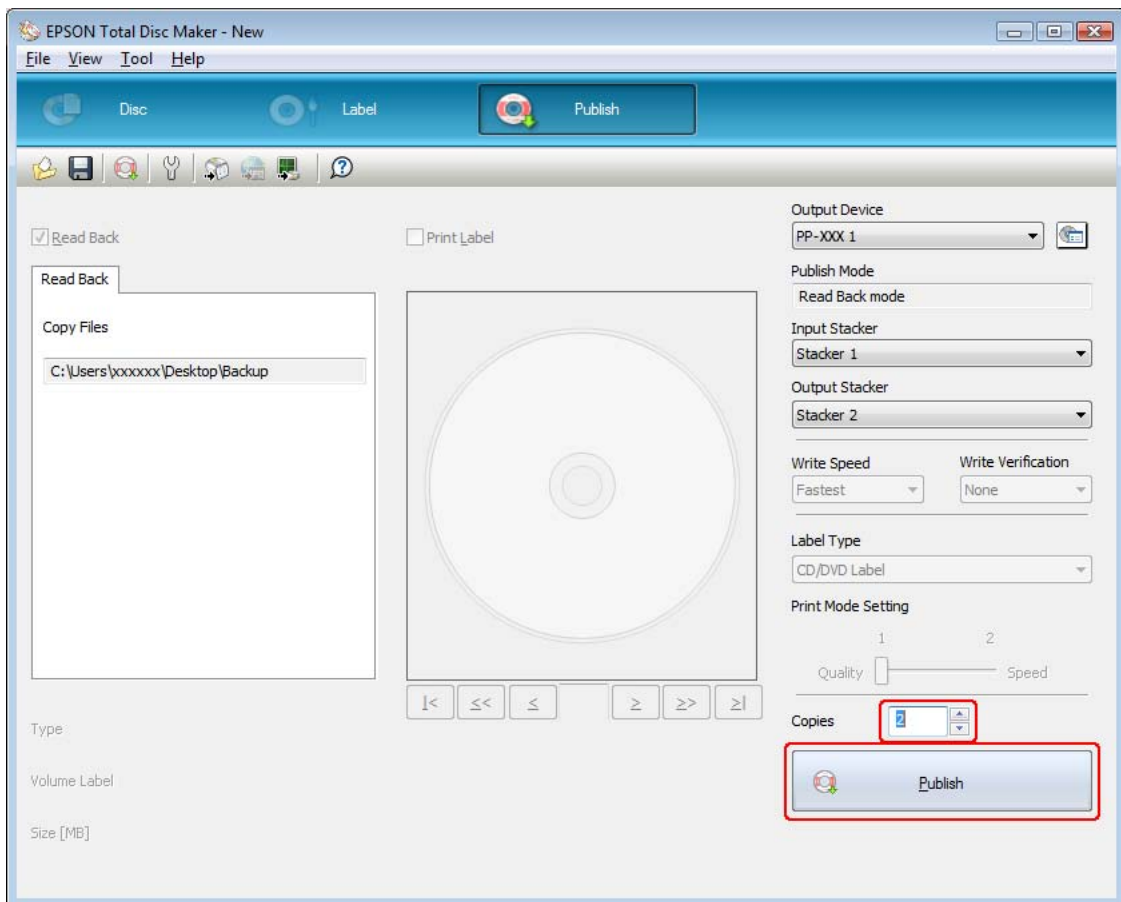 EPSON Total Disc Maker - New
File View Tool Help
Disc Label Publish
Read Back
Print Label
Read Back
Copy Files
C:\Users\xxxxxx\Desktop\Backup
|< << < > >> >|
Type
Volume Label
Size [MB]
Output Device
PP-XXX 1
Publish Mode
Read Back mode
Input Stacker
Stacker 1
Output Stacker
Stacker 2
Write Speed Write Verification
Fastest None
Label Type
CD/DVD Label
Print Mode Setting
1 2
Quality Speed
Copies 2
Publish